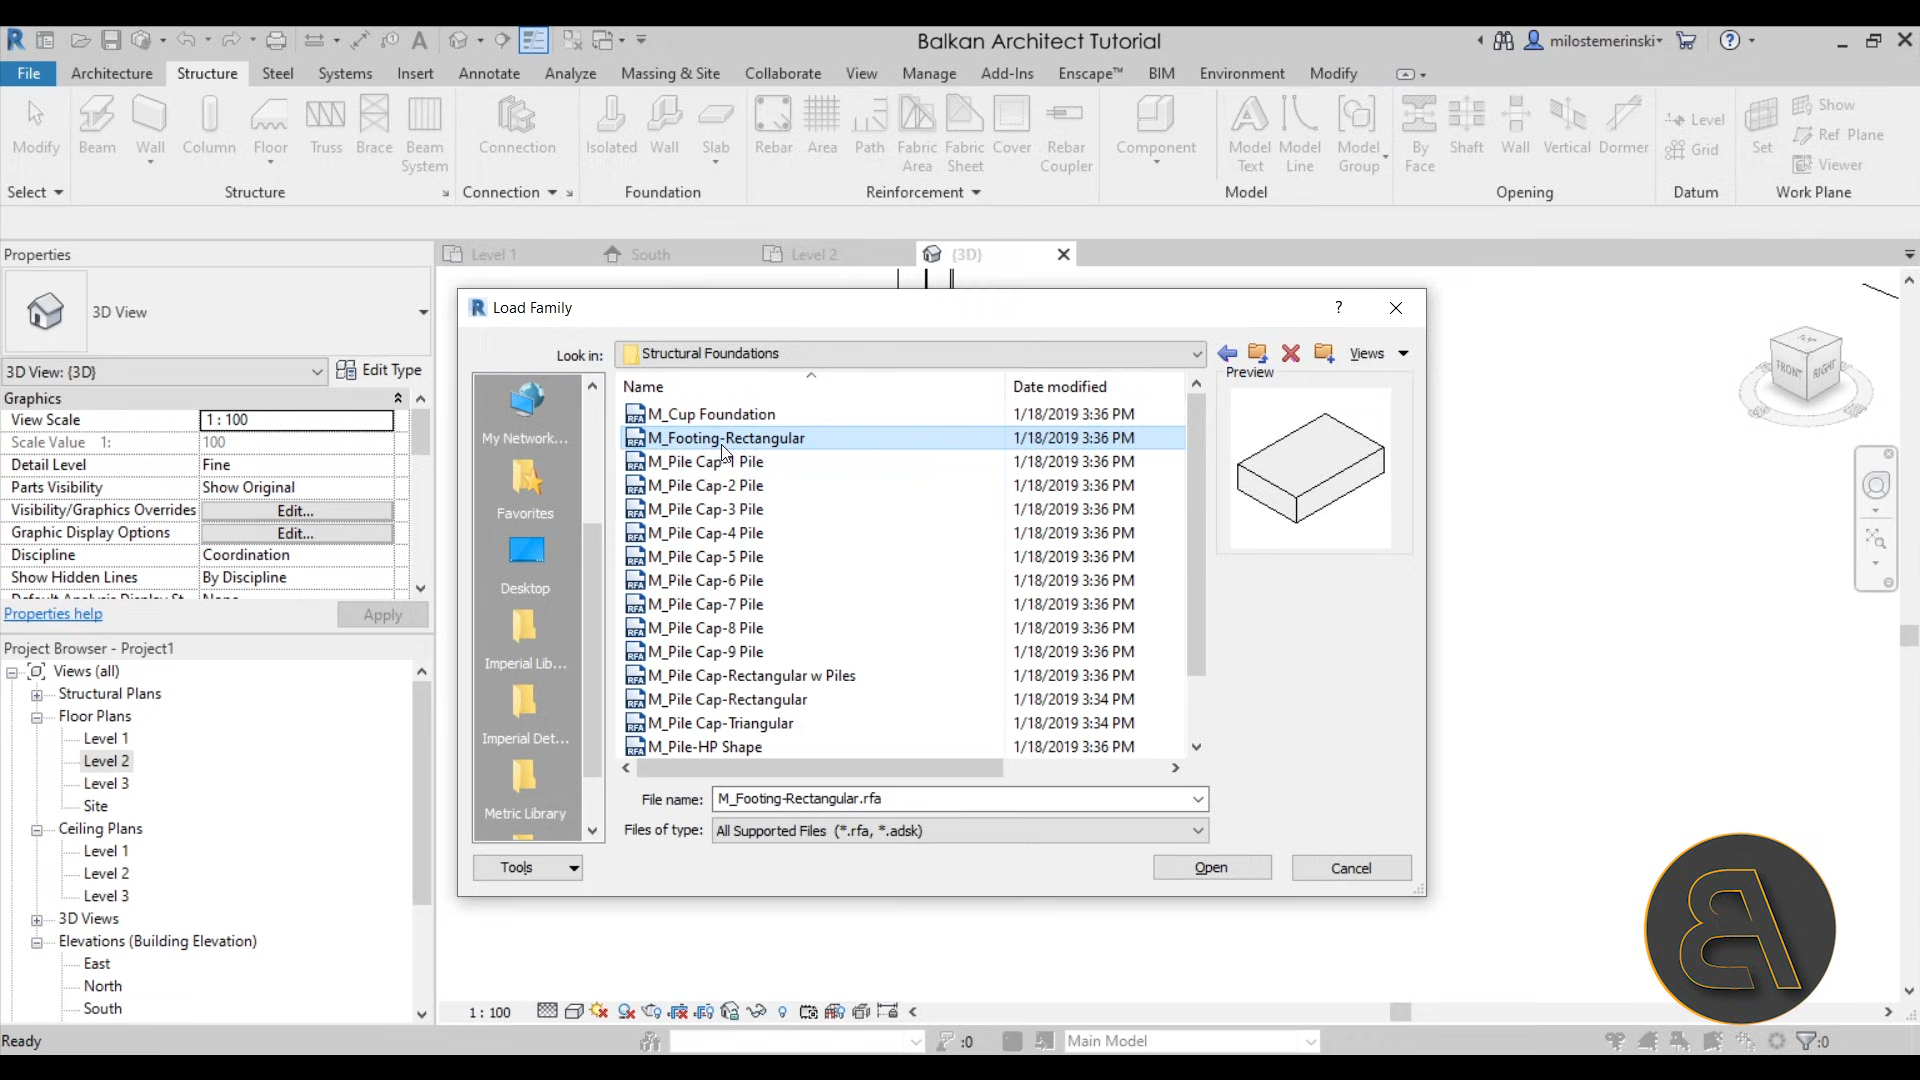 Balkan Architect Tutorial
milostemerinski
File Architecture Structure Steel Systems Insert Annotate Analyze Massing & Site Collaborate View Manage Add-Ins Enscape™ BIM Environment Modify
Modify Beam Wall Column Floor Truss Brace Beam System Connection Isolated Wall Slab Rebar Area Path Fabric Area Fabric Sheet Cover Rebar Coupler Component Model Text Model Line Model Group By Face Shaft Wall Vertical Dormer Level Grid Set Show Ref Plane Viewer
Select Structure Connection Foundation Reinforcement Model Opening Datum Work Plane
Properties
Level 1 South Level 2 {3D}
3D View
3D View: {3D} Edit Type
Graphics
View Scale 1 : 100
Scale Value 1: 100
Detail Level Fine
Parts Visibility Show Original
Visibility/Graphics Overrides Edit...
Graphic Display Options Edit...
Discipline Coordination
Show Hidden Lines By Discipline
Properties help Apply
Project Browser - Project1
Views (all)
Structural Plans
Floor Plans
Level 1
Level 2
Level 3
Site
Ceiling Plans
Level 1
Level 2
Level 3
3D Views
Elevations (Building Elevation)
East
North
South
Load Family ?
Look in: Structural Foundations Views
Preview
My Network...
Favorites
Desktop
Imperial Lib...
Imperial Det...
Metric Library
Name Date modified
M_Cup Foundation 1/18/2019 3:36 PM
M_Footing-Rectangular 1/18/2019 3:36 PM
M_Pile Cap-1 Pile 1/18/2019 3:36 PM
M_Pile Cap-2 Pile 1/18/2019 3:36 PM
M_Pile Cap-3 Pile 1/18/2019 3:36 PM
M_Pile Cap-4 Pile 1/18/2019 3:36 PM
M_Pile Cap-5 Pile 1/18/2019 3:36 PM
M_Pile Cap-6 Pile 1/18/2019 3:36 PM
M_Pile Cap-7 Pile 1/18/2019 3:36 PM
M_Pile Cap-8 Pile 1/18/2019 3:36 PM
M_Pile Cap-9 Pile 1/18/2019 3:36 PM
M_Pile Cap-Rectangular w Piles 1/18/2019 3:36 PM
M_Pile Cap-Rectangular 1/18/2019 3:34 PM
M_Pile Cap-Triangular 1/18/2019 3:34 PM
M_Pile-HP Shape 1/18/2019 3:36 PM
File name: M_Footing-Rectangular.rfa
Files of type: All Supported Files (*.rfa, *.adsk)
Tools Open Cancel
FRONT RIGHT
1 : 100
Ready :0 Main Model :0